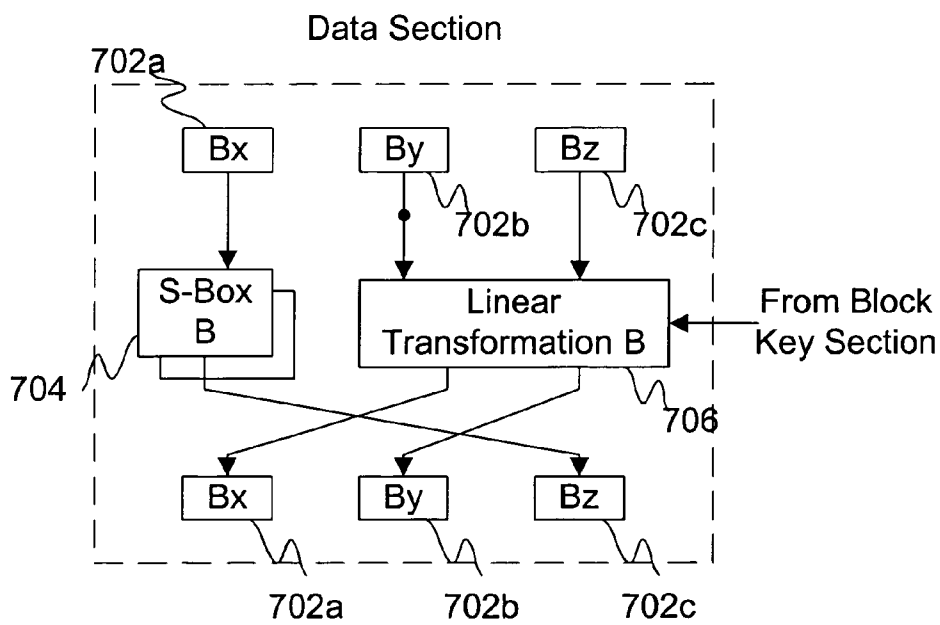 Data Section
702a
Bx
By
Bz
702b
702c
S-Box
B
Linear
Transformation B
From Block
Key Section
704
706
Bx
By
Bz
702a
702b
702c